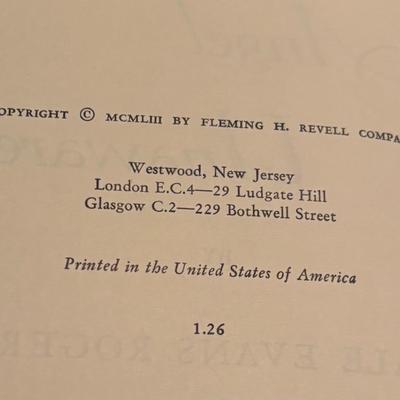 OPYRIGHT © MCMLIII BY FLEMING H. REVELL COMPA
Westwood, New Jersey
London E.C.4—29 Ludgate Hill
Glasgow C.2—229 Bothwell Street
Printed in the United States of America
1.26